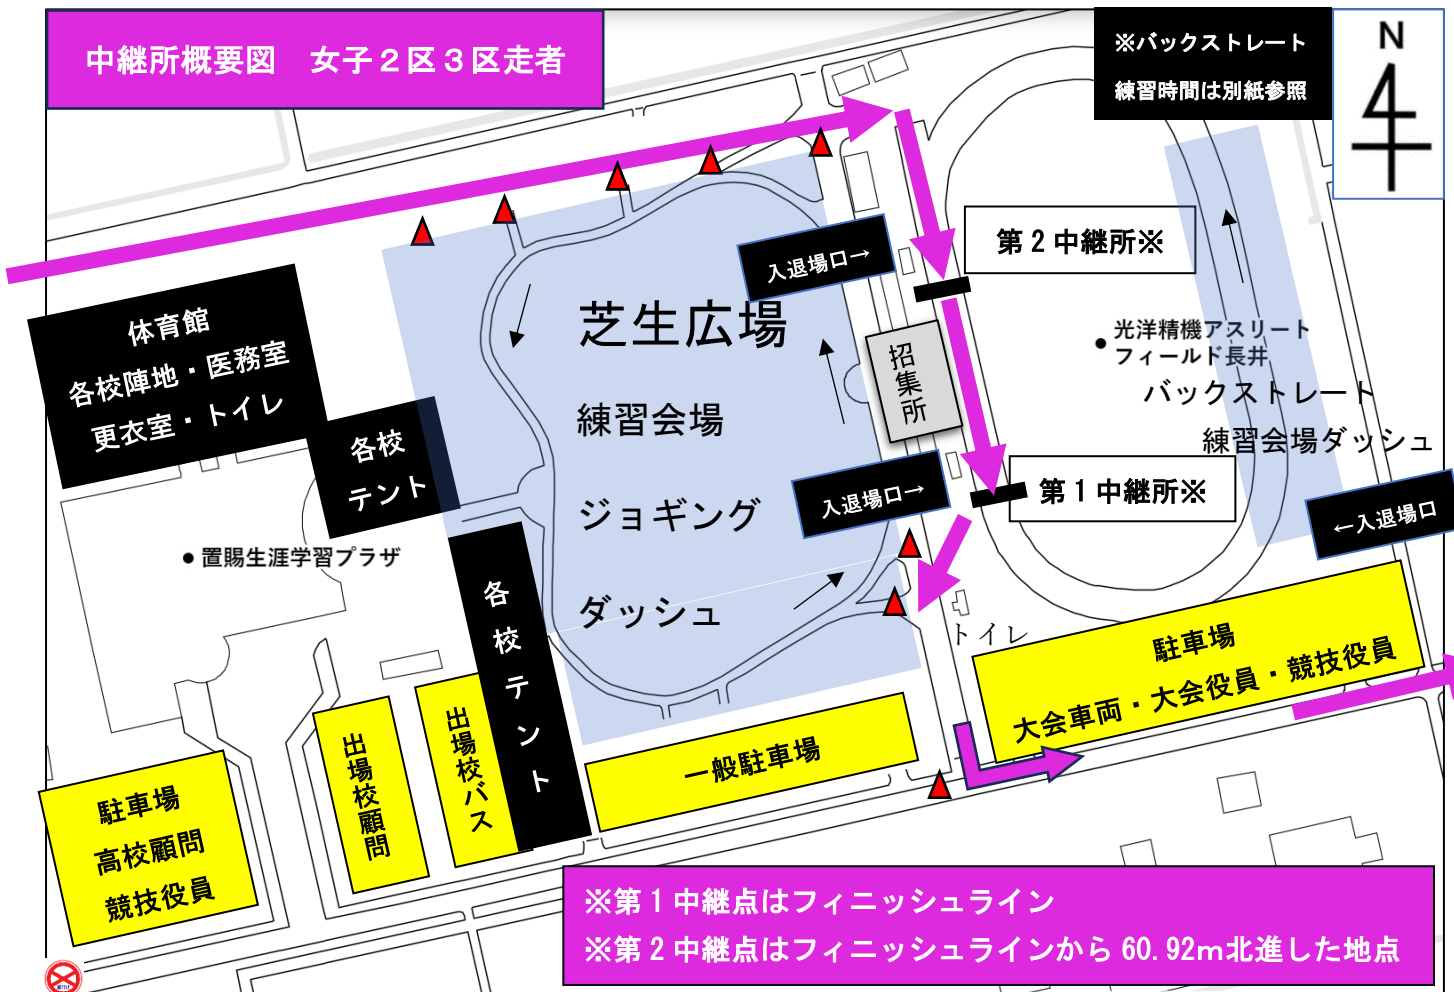 中継所概要図　女子２区３区走者
※バックストレート
練習時間は別紙参照
N
入退場口→
第２中継所※
体育館
各校陣地・医務室
更衣室・トイレ
芝生広場
招集所
光洋精機アスリート
フィールド長井
バックストレート
練習会場ダッシュ
各校
テント
練習会場
入退場口→
第１中継所※
←入退場口
ジョギング
置賜生涯学習プラザ
各校テント
ダッシュ
トイレ
駐車場
大会車両・大会役員・競技役員
出場校顧問
出場校バス
一般駐車場
駐車場
高校顧問
競技役員
※第１中継点はフィニッシュライン
※第２中継点はフィニッシュラインから 60.92m北進した地点